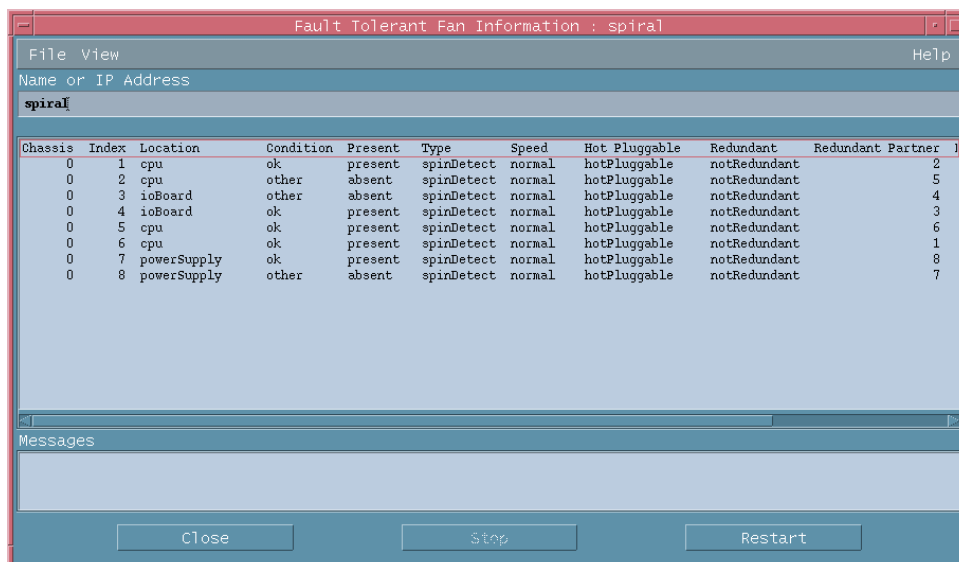 Fault Tolerant Fan Information : spiral
File View Help
Name or IP Address
spiral
Chassis Index Location Condition Present Type Speed Hot Pluggable Redundant Redundant Partner
0 1 cpu ok present spinDetect normal hotPluggable notRedundant 2
0 2 cpu other absent spinDetect normal hotPluggable notRedundant 5
0 3 ioBoard other absent spinDetect normal hotPluggable notRedundant 4
0 4 ioBoard ok present spinDetect normal hotPluggable notRedundant 3
0 5 cpu ok present spinDetect normal hotPluggable notRedundant 6
0 6 cpu ok present spinDetect normal hotPluggable notRedundant 1
0 7 powerSupply ok present spinDetect normal hotPluggable notRedundant 8
0 8 powerSupply other absent spinDetect normal hotPluggable notRedundant 7
Messages
Close Stop Restart